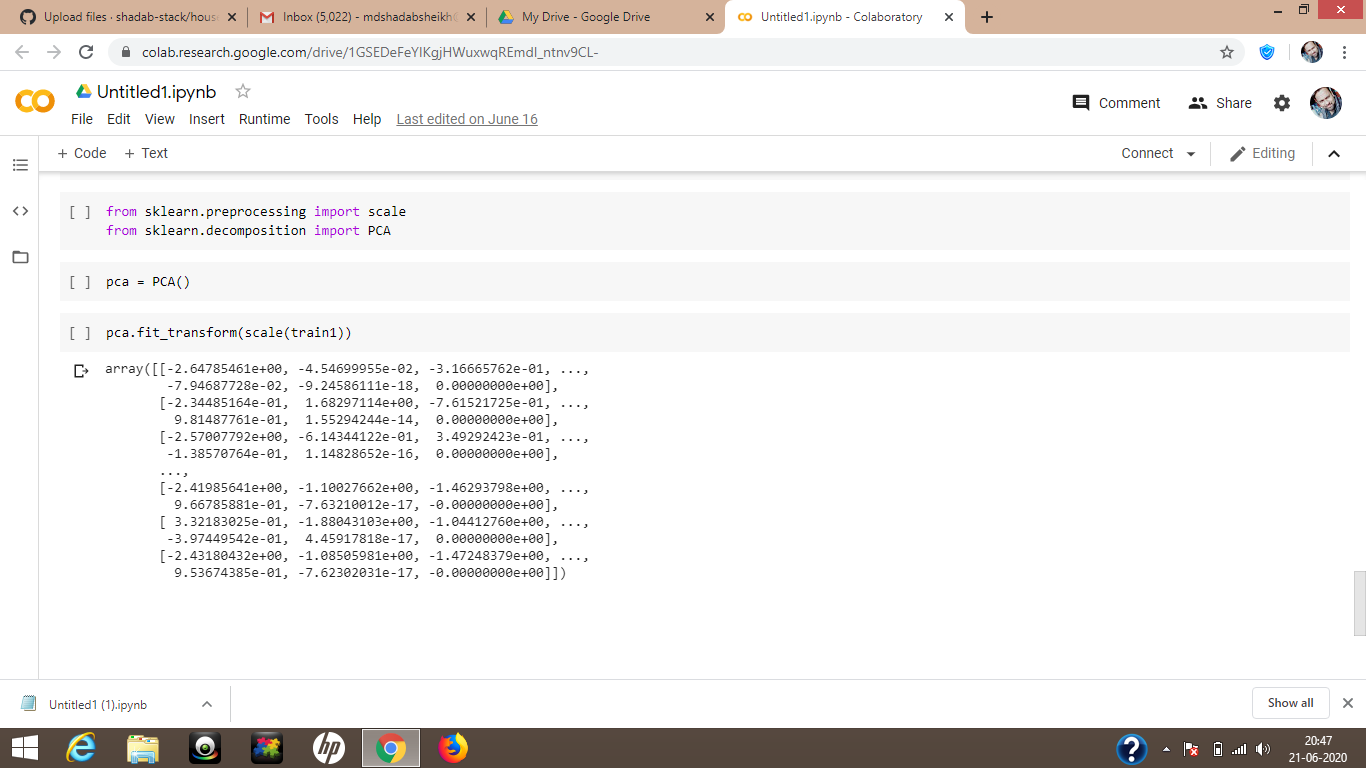 Upload files · shadab-stack/hous
Inbox (5,022) - mdshadabsheikh
My Drive - Google Drive
Untitled1.ipynb - Colaboratory
colab.research.google.com/drive/
Untitled1.ipynb
Comment
Share
File Edit View Insert Runtime Tools Help Last edited on June 16
+ Code + Text
Connect
Editing
[ ] from sklearn.preprocessing import scale
from sklearn.decomposition import PCA
[ ] pca = PCA()
[ ] pca.fit_transform(scale(train1))
array([[-2.64785461e+00, -4.54699955e-02, -3.16665762e-01, ...,
-7.94687728e-02, -9.24586111e-18, 0.00000000e+00],
[-2.34485164e-01, 1.68297114e+00, -7.61521725e-01, ...,
9.81487761e-01, 1.55294244e-14, 0.00000000e+00],
[-2.57007792e+00, -6.14344122e-01, 3.49292423e-01, ...,
-1.38570764e-01, 1.14828652e-16, 0.00000000e+00],
...,
[-2.41985641e+00, -1.10027662e+00, -1.46293798e+00, ...,
9.66785881e-01, -7.63210012e-17, -0.00000000e+00],
[ 3.32183025e-01, -1.88043103e+00, -1.04412760e+00, ...,
-3.97449542e-01, 4.45917818e-17, 0.00000000e+00],
[-2.43180432e+00, -1.08505981e+00, -1.47248379e+00, ...,
9.53674385e-01, -7.62302031e-17, -0.00000000e+00]])
Untitled1 (1).ipynb
Show all
hp
20:47
21-06-2020